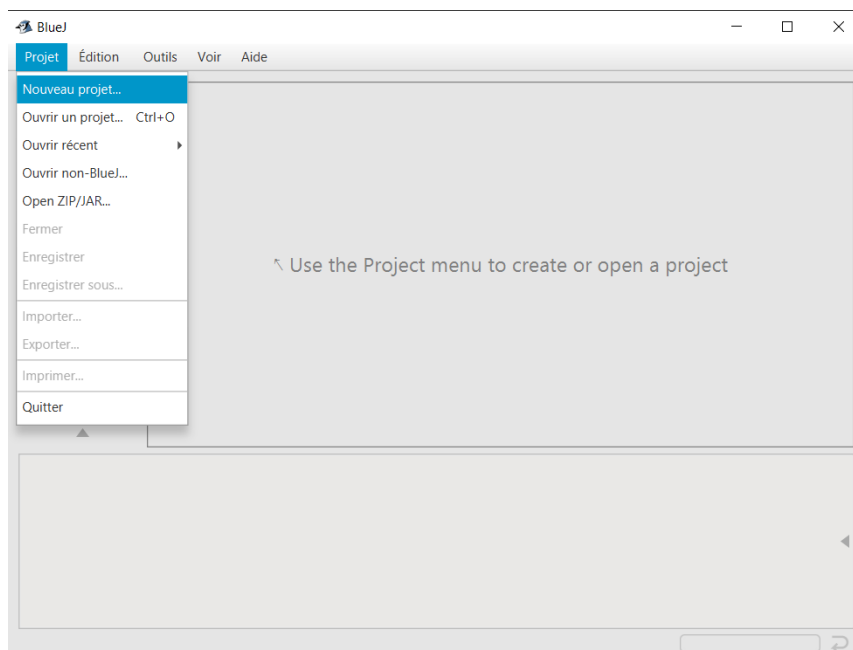 BlueJ
Projet Édition Outils Voir Aide
Nouveau projet...
Ouvrir un projet... Ctrl+O
Ouvrir récent
Ouvrir non-BlueJ...
Open ZIP/JAR...
Fermer
Enregistrer
Enregistrer sous...
Importer...
Exporter...
Imprimer...
Quitter
Use the Project menu to create or open a project